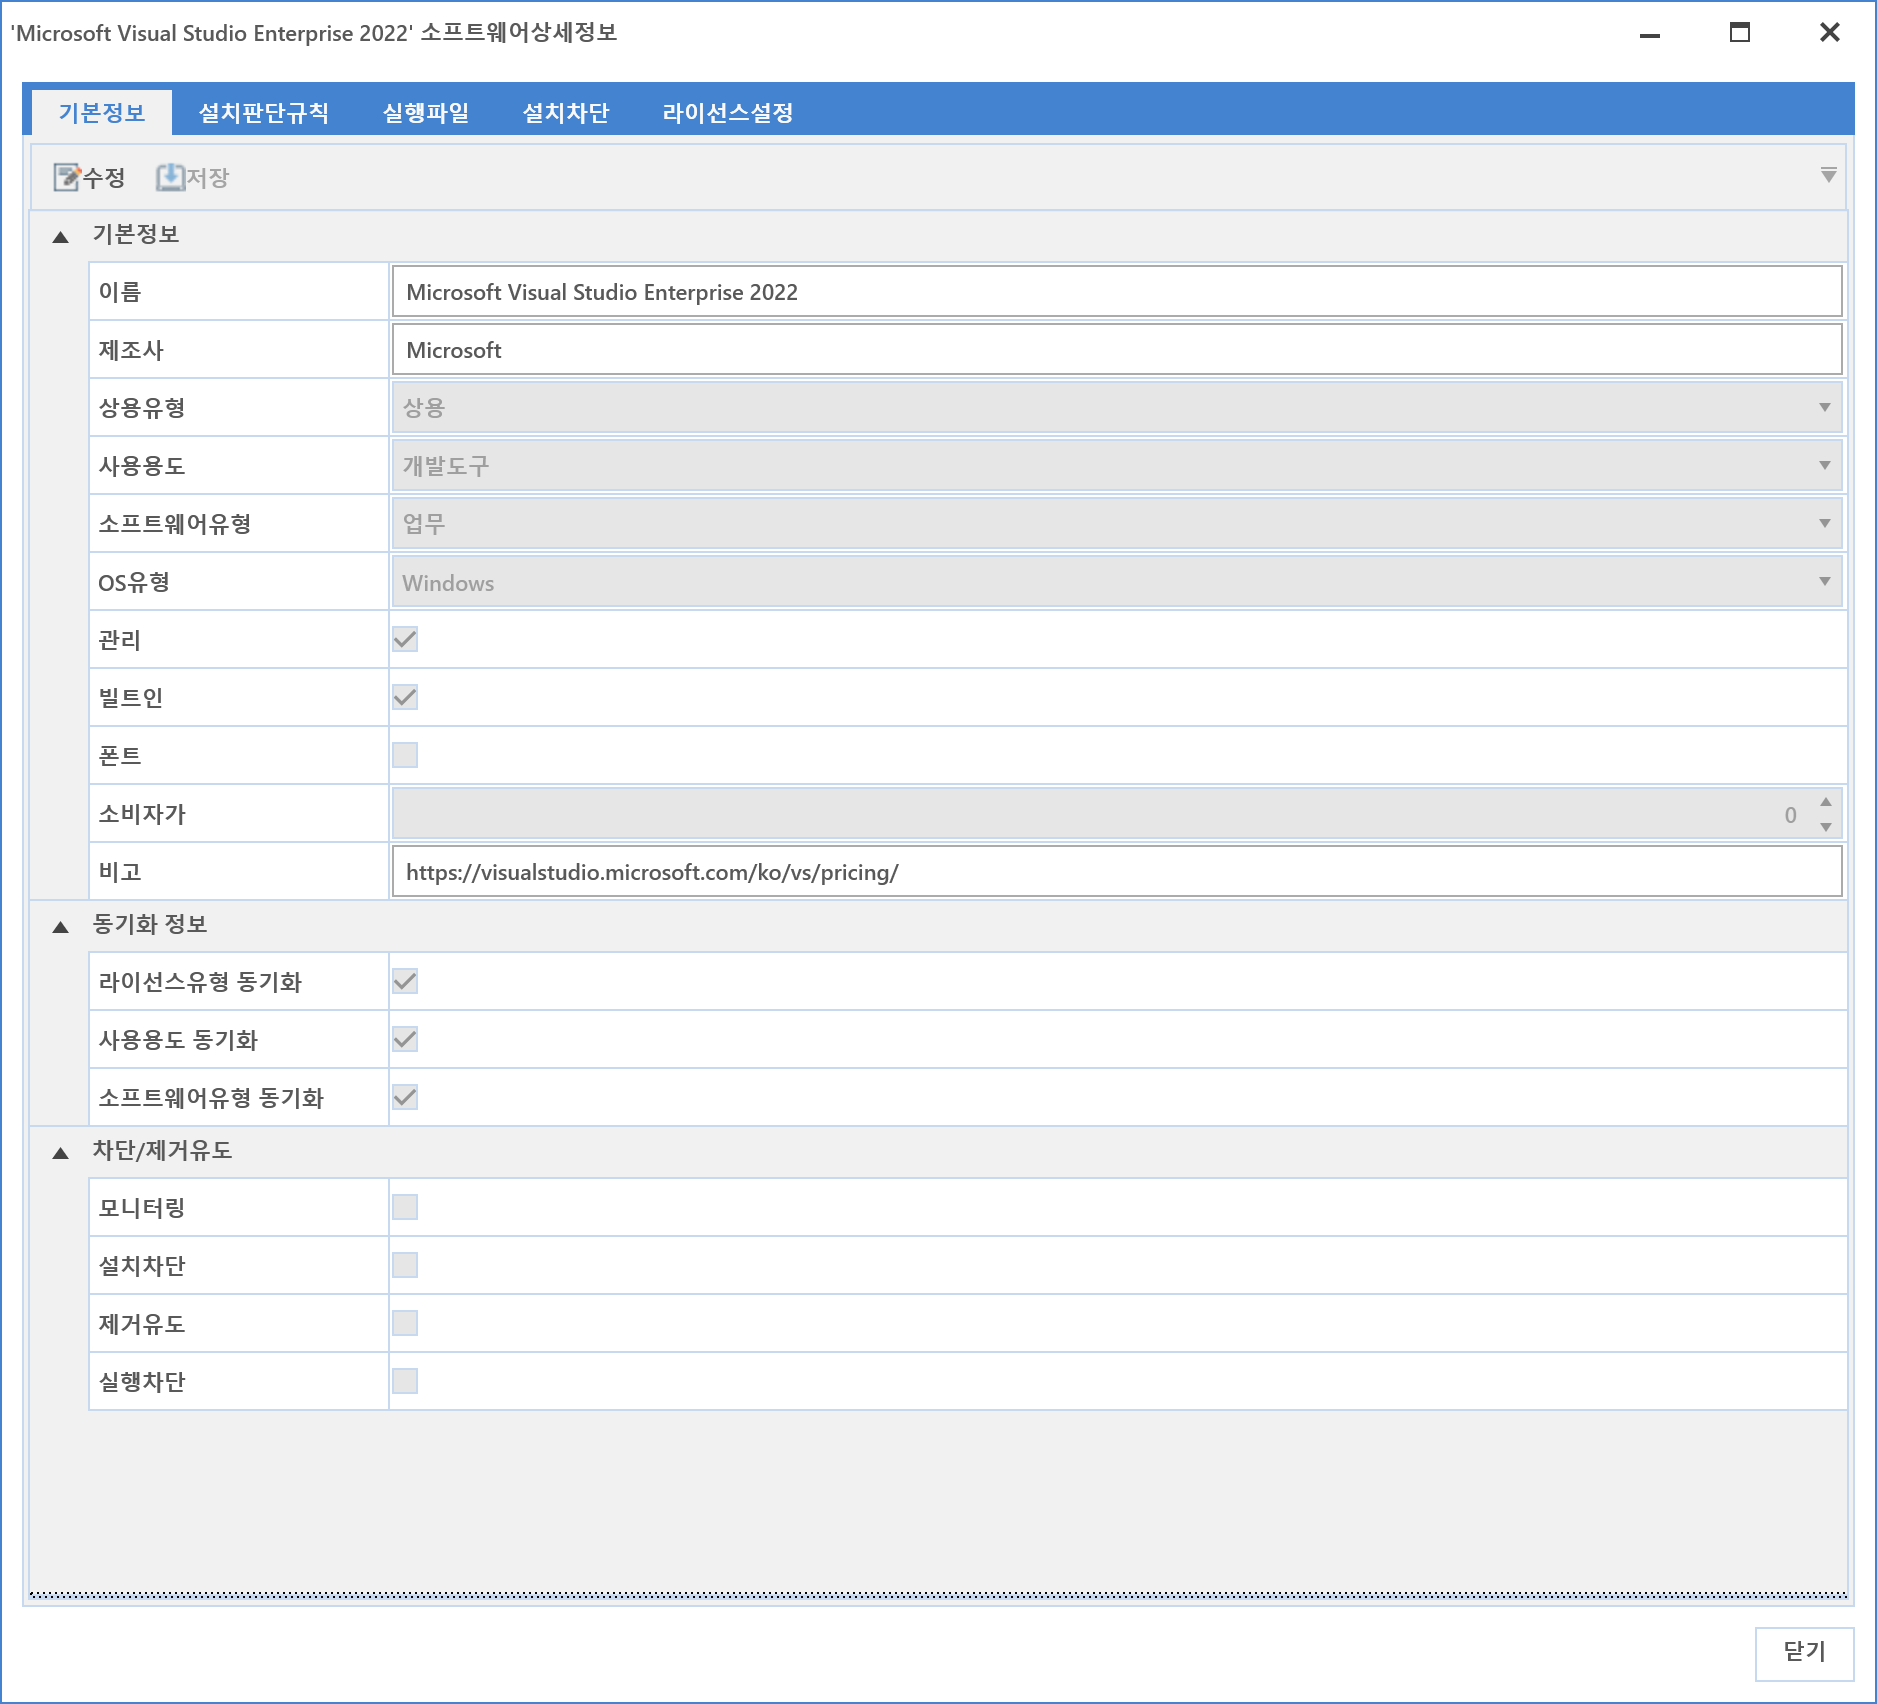 'Microsoft Visual Studio Enterprise 2022' 소프트웨어상세정보
기본정보 설치판단규칙 실행파일 설치차단 라이선스설정
수정 저장
기본정보
이름 Microsoft Visual Studio Enterprise 2022
제조사 Microsoft
상용유형 상용
사용용도 개발도구
소프트웨어유형 업무
OS유형 Windows
관리
빌트인
폰트
소비자가 0
비고 https://visualstudio.microsoft.com/ko/vs/pricing/
동기화 정보
라이선스유형 동기화
사용용도 동기화
소프트웨어유형 동기화
차단/제거유도
모니터링
설치차단
제거유도
실행차단
닫기